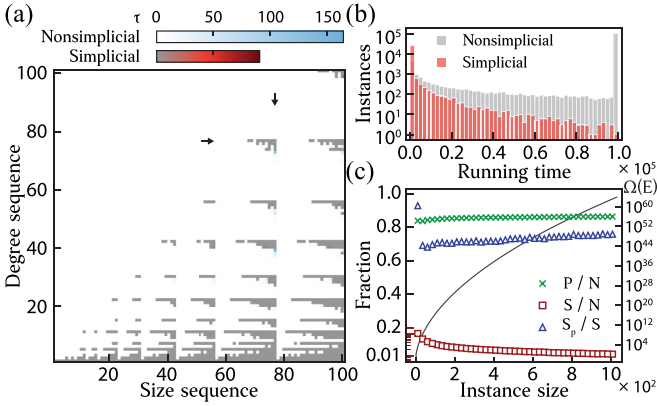 (a)
τ 0 50 100 150
Nonsimplicial
Simplicial
100
80
60
40
20
Degree sequence
20 40 60 80 100
Size sequence
(b)
10^5
10^4
10^3
10^2
10^1
10^0
Instances
Nonsimplicial
Simplicial
0.0 0.2 0.4 0.6 0.8 1.0
Running time × 10^5
(c)
Ω(E)
1.0
0.8
0.6
0.4
0.2
0.01
Fraction
10^60
10^52
10^44
10^36
10^28
10^20
10^12
10^4
P / N
S / N
S_p / S
0 2 4 6 8 10
Instance size × 10^2